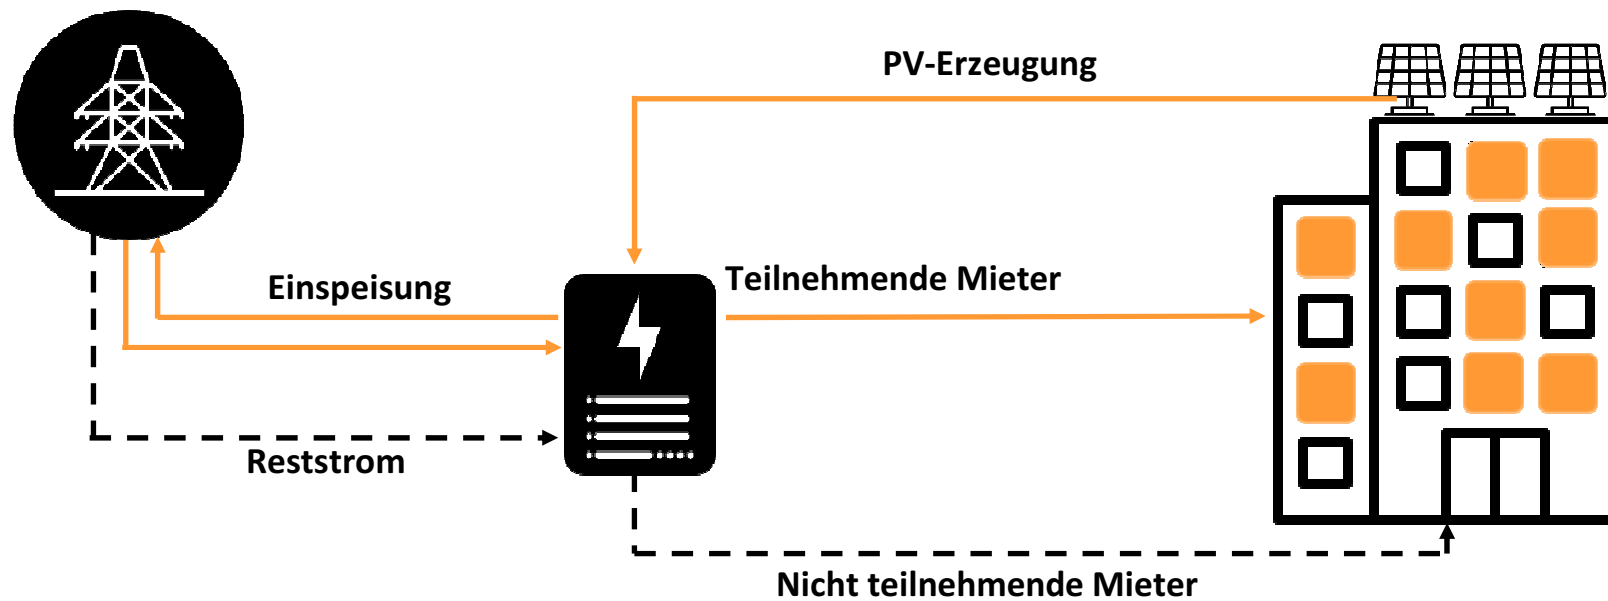 PV-Erzeugung
Einspeisung
Teilnehmende Mieter
Reststrom
Nicht teilnehmende Mieter